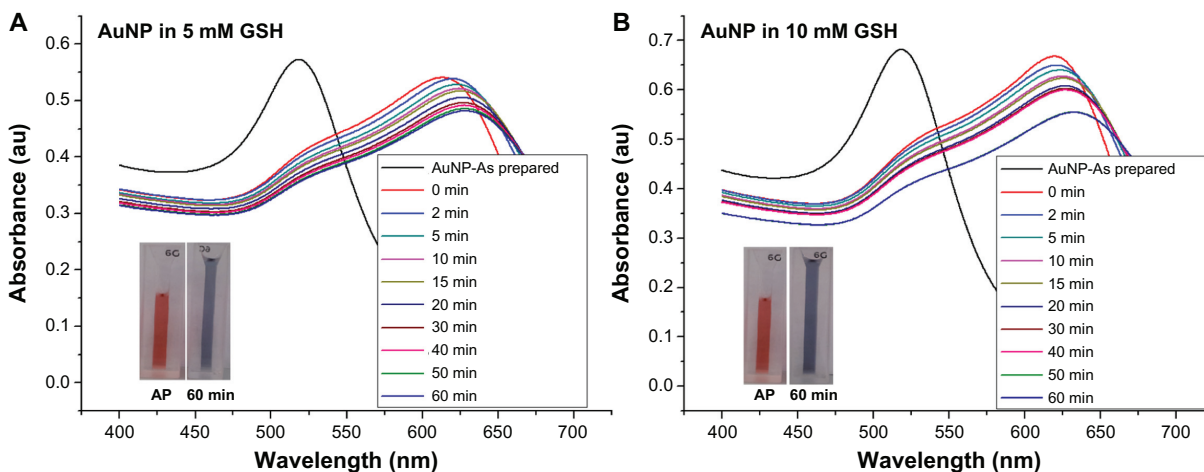 A
AuNP in 5 mM GSH
Absorbance (au)
0.6
0.5
0.4
0.3
0.2
0.1
0.0
AuNP-As prepared
0 min
2 min
5 min
10 min
15 min
20 min
30 min
40 min
50 min
60 min
AP 60 min
400 450 500 550 600 650 700
Wavelength (nm)
B
AuNP in 10 mM GSH
Absorbance (au)
0.7
0.6
0.5
0.4
0.3
0.2
0.1
0.0
AuNP-As prepared
0 min
2 min
5 min
10 min
15 min
20 min
30 min
40 min
50 min
60 min
AP 60 min
400 450 500 550 600 650 700
Wavelength (nm)